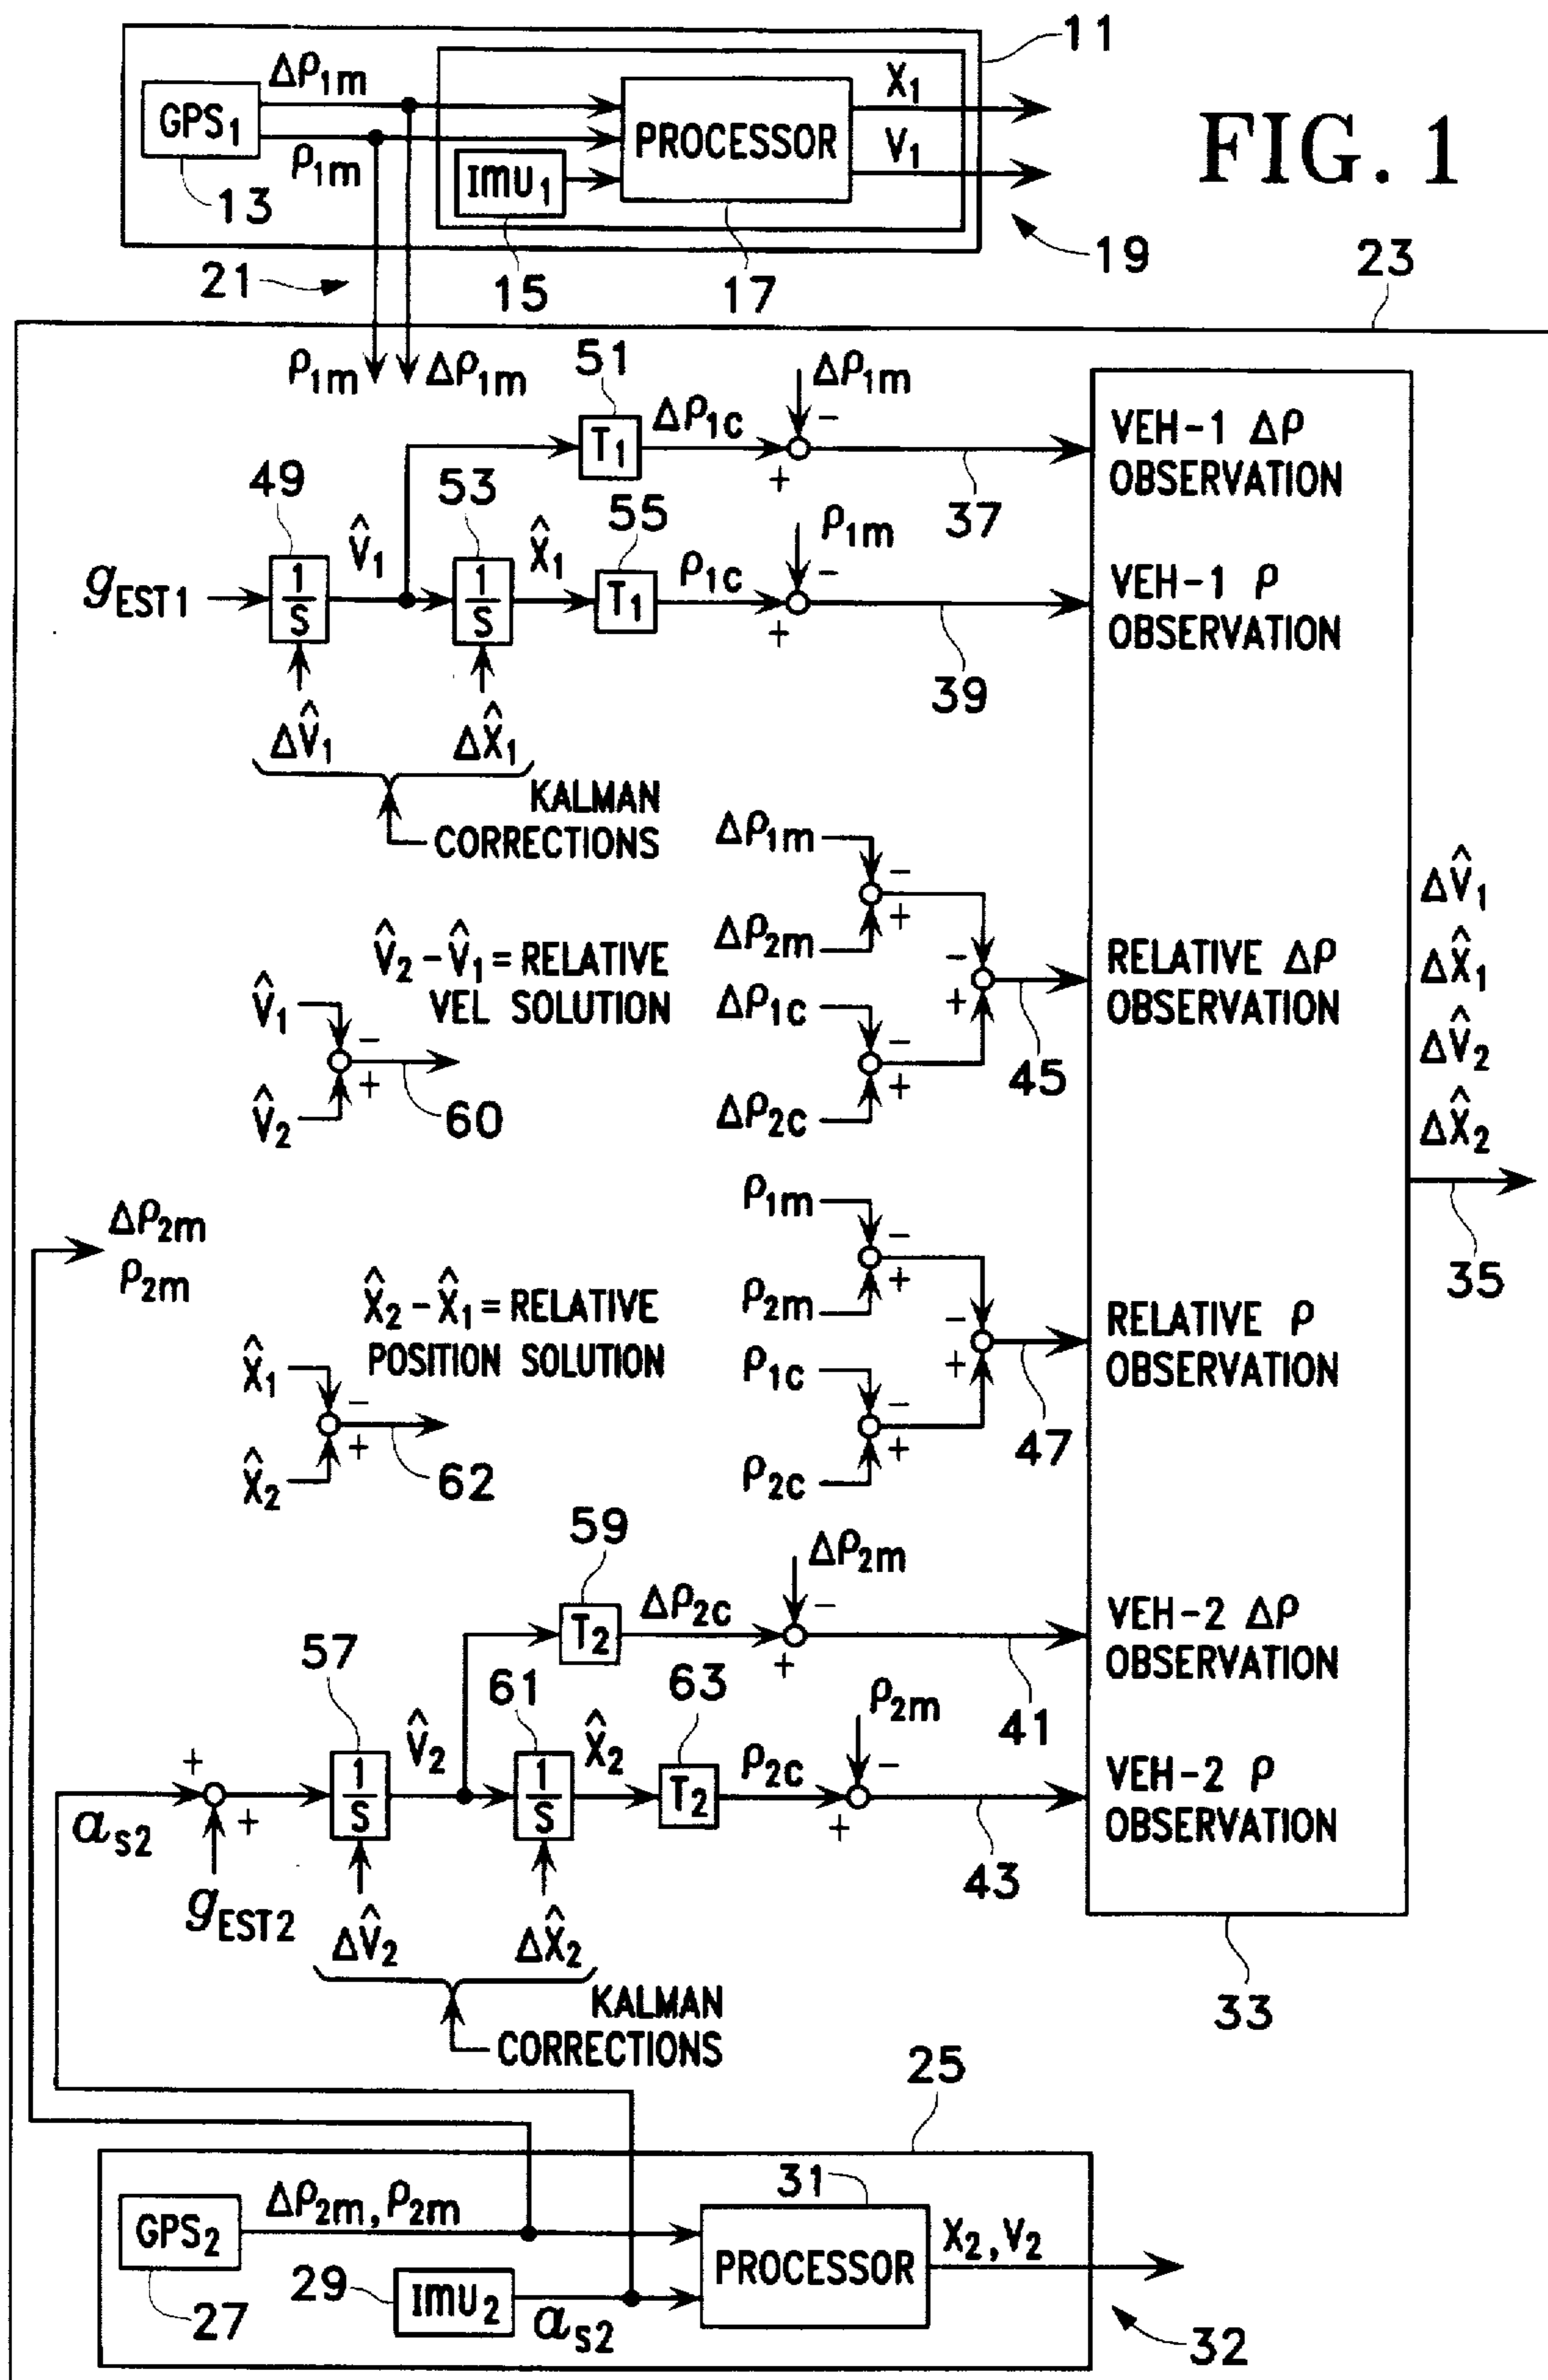 FIG. 1
11
Δρ1m
GPS1
ρ1m
13
IMU1
15
PROCESSOR
17
X1
V1
19
21
23
ρ1m
Δρ1m
51
T1
Δρ1c
Δρ1m
−
+
37
VEH-1 Δρ
OBSERVATION
49
gEST1
1
S
V̂1
53
1
S
X̂1
55
T1
ρ1c
ρ1m
−
+
39
VEH-1 ρ
OBSERVATION
ΔV̂1
ΔX̂1
KALMAN
CORRECTIONS
Δρ1m
−
+
Δρ2m
Δρ1c
−
+
Δρ2c
−
+
45
RELATIVE Δρ
OBSERVATION
V̂2 − V̂1 = RELATIVE
VEL SOLUTION
V̂1
−
+
V̂2
60
ΔV̂1
ΔX̂1
ΔV̂2
ΔX̂2
35
Δρ2m
ρ2m
ρ1m
−
+
ρ2m
ρ1c
−
+
ρ2c
−
+
47
RELATIVE ρ
OBSERVATION
X̂2 − X̂1 = RELATIVE
POSITION SOLUTION
X̂1
−
+
X̂2
62
59
T2
Δρ2c
Δρ2m
−
+
41
VEH-2 Δρ
OBSERVATION
as2
+
+
gEST2
57
1
S
V̂2
61
1
S
X̂2
63
T2
ρ2c
ρ2m
−
+
43
VEH-2 ρ
OBSERVATION
33
ΔV̂2
ΔX̂2
KALMAN
CORRECTIONS
25
GPS2
27
Δρ2m, ρ2m
29
IMU2
as2
31
PROCESSOR
X2, V2
32